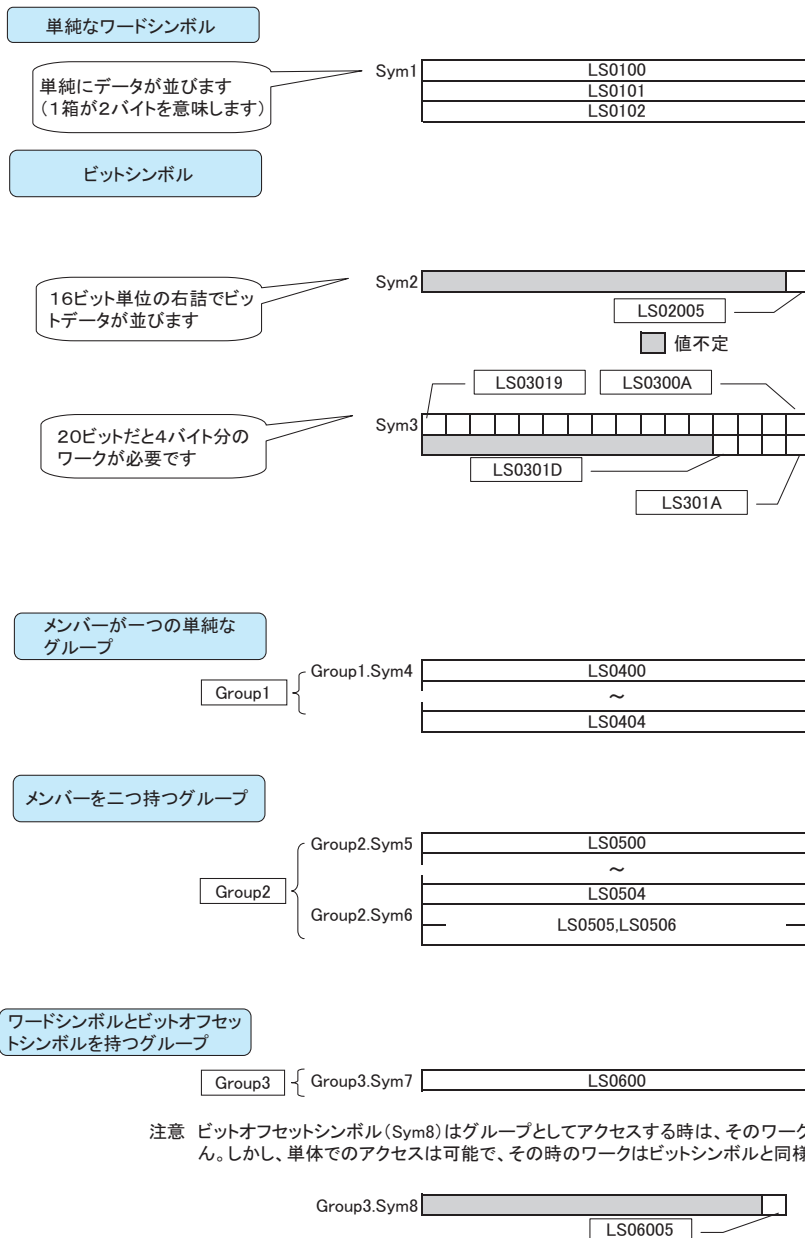 単純なワードシンボル
Sym1
LS0100
LS0101
LS0102
単純にデータが並びます
(1箱が2バイトを意味します)
ビットシンボル
Sym2
16ビット単位の右詰でビッ
トデータが並びます
LS02005
値不定
LS03019
LS0300A
Sym3
20ビットだと4バイト分の
ワークが必要です
LS0301D
LS301A
メンバーが一つの単純な
グループ
Group1
Group1.Sym4
LS0400
～
LS0404
メンバーを二つ持つグループ
Group2
Group2.Sym5
LS0500
～
LS0504
Group2.Sym6
LS0505,LS0506
ワードシンボルとビットオフセッ
トシンボルを持つグループ
Group3
Group3.Sym7
LS0600
注意 ビットオフセットシンボル(Sym8)はグループとしてアクセスする時は、そのワーク
ん。しかし、単体でのアクセスは可能で、その時のワークはビットシンボルと同様
Group3.Sym8
LS06005